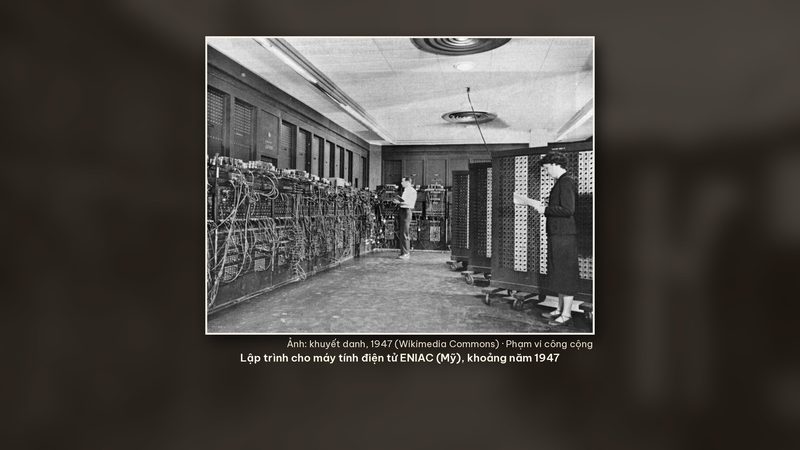 Ảnh: khuyết danh, 1947 (Wikimedia Commons) · Phạm vi công cộng
Lập trình cho máy tính điện tử ENIAC (Mỹ), khoảng năm 1947